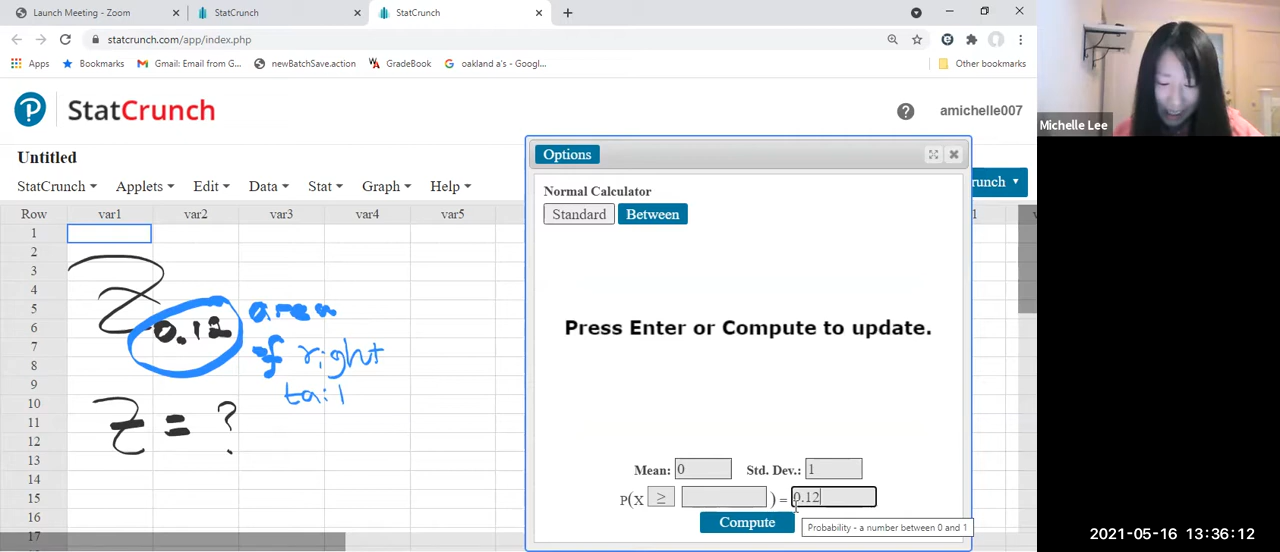 Launch Meeting - Zoom × StatCrunch × StatCrunch × +
statcrunch.com/app/index.php
Apps Bookmarks Gmail: Email from G... newBatchSave.action GradeBook oakland a's - Googl... Other bookmarks
P StatCrunch ? amichelle007
Michelle Lee
Untitled
StatCrunch Applets Edit Data Stat Graph Help
runch
Row var1 var2 var3 var4 var5
1
2
3
4
5
6
7
8
9
10
11
12
13
14
15
16
17
Z 0.12 area
of right
tail
z = ?
Options
Normal Calculator
Standard Between
Press Enter or Compute to update.
Mean: 0 Std. Dev.: 1
P(X ≥ ) = 0.12
Compute
Probability - a number between 0 and 1
2021-05-16 13:36:12